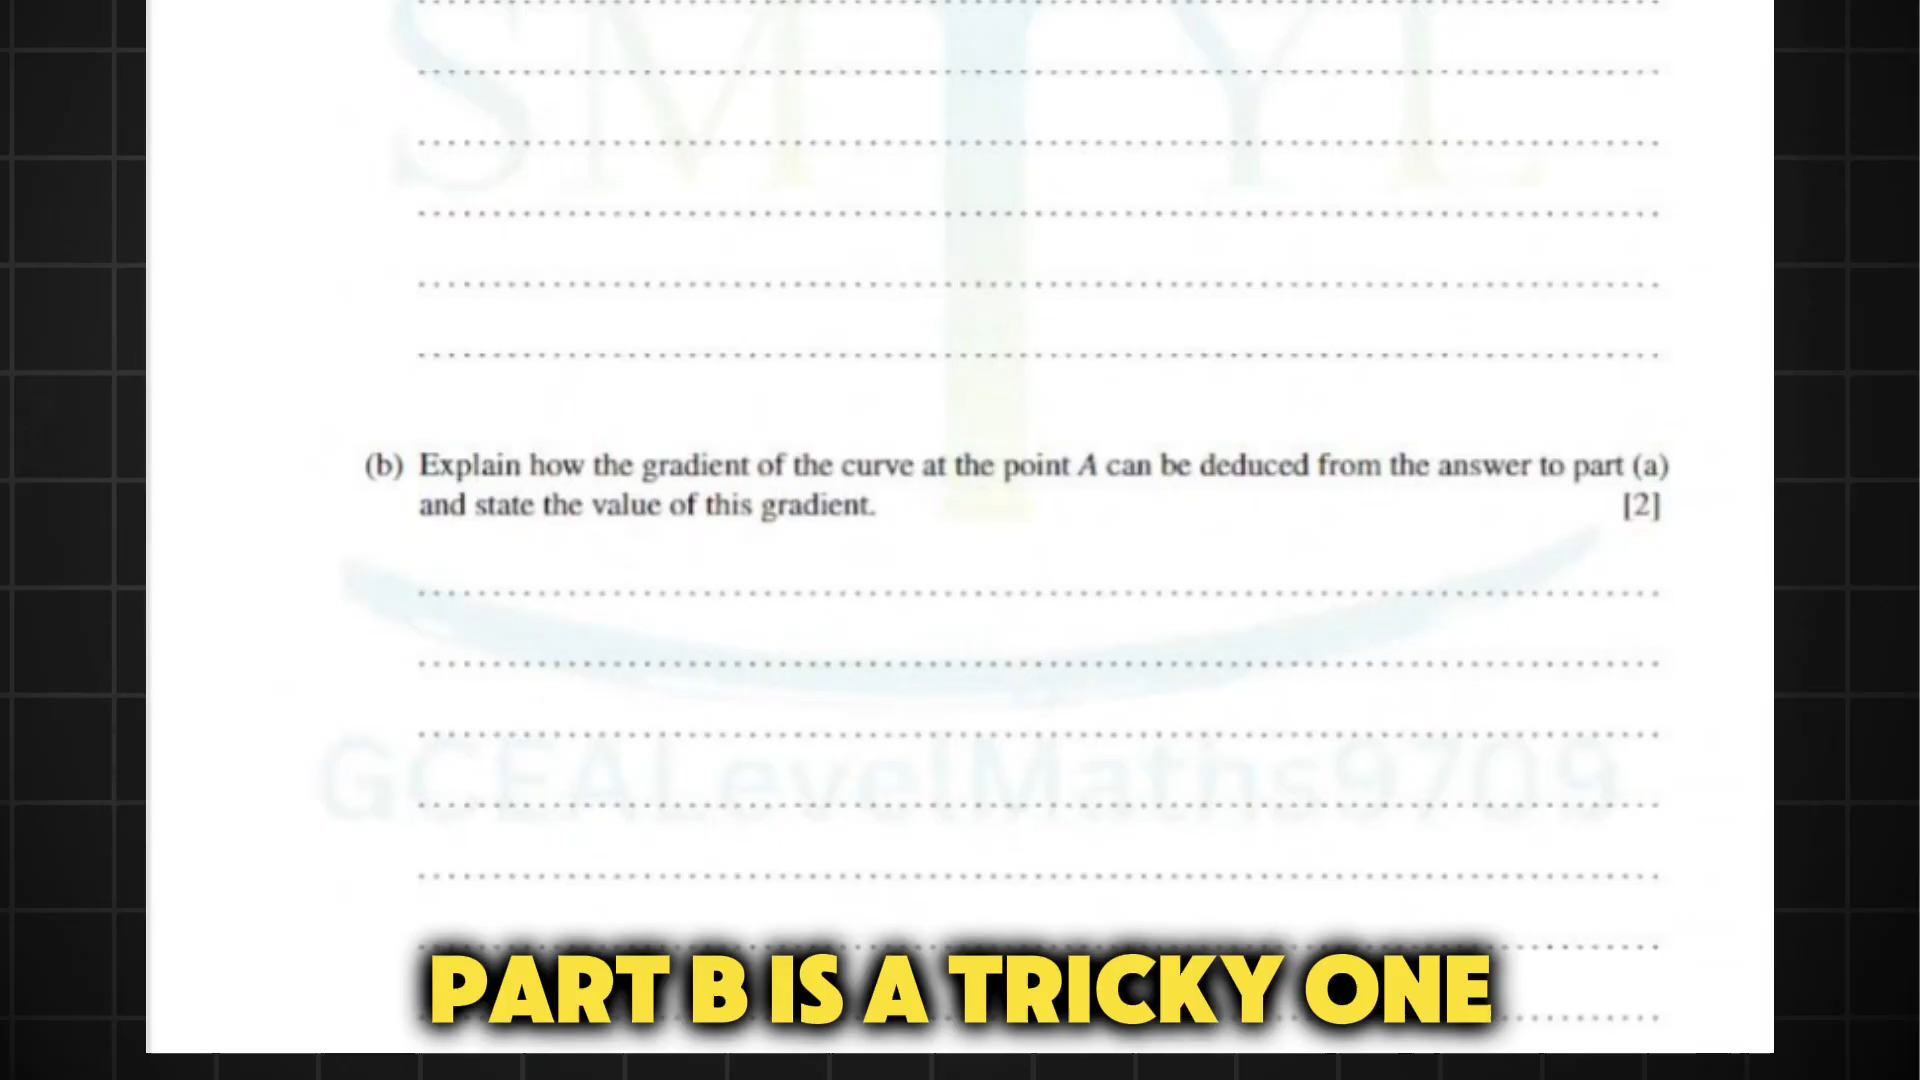 SMIYL
(b) Explain how the gradient of the curve at the point A can be deduced from the answer to part (a)
and state the value of this gradient. [2]
GCEALevelMaths9709
PART B IS A TRICKY ONE